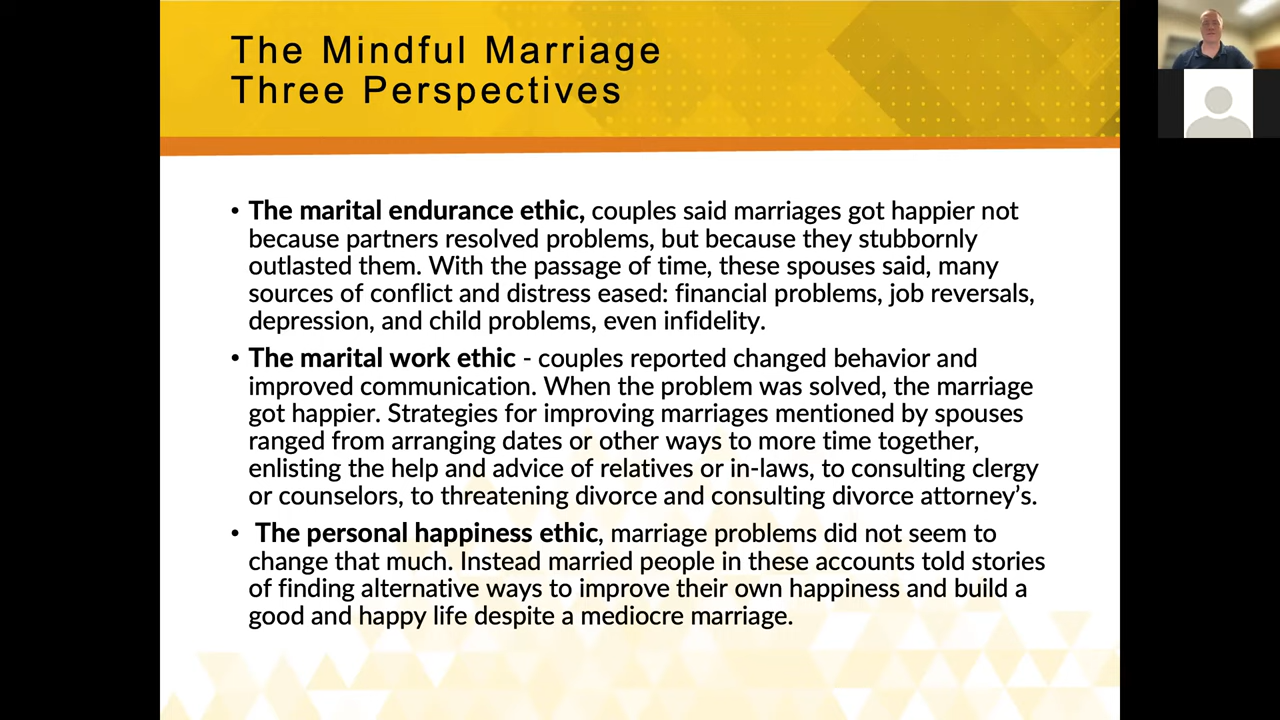 The Mindful Marriage
Three Perspectives
• The marital endurance ethic, couples said marriages got happier not
because partners resolved problems, but because they stubbornly
outlasted them. With the passage of time, these spouses said, many
sources of conflict and distress eased: financial problems, job reversals,
depression, and child problems, even infidelity.
• The marital work ethic - couples reported changed behavior and
improved communication. When the problem was solved, the marriage
got happier. Strategies for improving marriages mentioned by spouses
ranged from arranging dates or other ways to more time together,
enlisting the help and advice of relatives or in-laws, to consulting clergy
or counselors, to threatening divorce and consulting divorce attorney’s.
• The personal happiness ethic, marriage problems did not seem to
change that much. Instead married people in these accounts told stories
of finding alternative ways to improve their own happiness and build a
good and happy life despite a mediocre marriage.